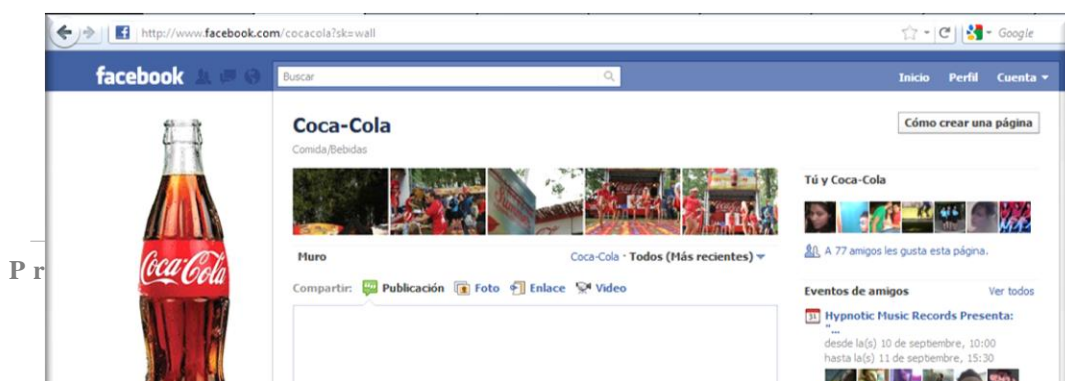 http://www.facebook.com/cocacola?sk=wall
Google
facebook
Buscar
Inicio Perfil Cuenta
Coca-Cola
Comida/Bebidas
Cómo crear una página
Tú y Coca-Cola
A 77 amigos les gusta esta página.
Muro
Coca-Cola · Todos (Más recientes)
Compartir: Publicación Foto Enlace Video
Eventos de amigos
Ver todos
31
Hypnotic Music Records Presenta:
"...
desde la(s) 10 de septiembre, 10:00
hasta la(s) 11 de septiembre, 15:30
Coca-Cola
P r